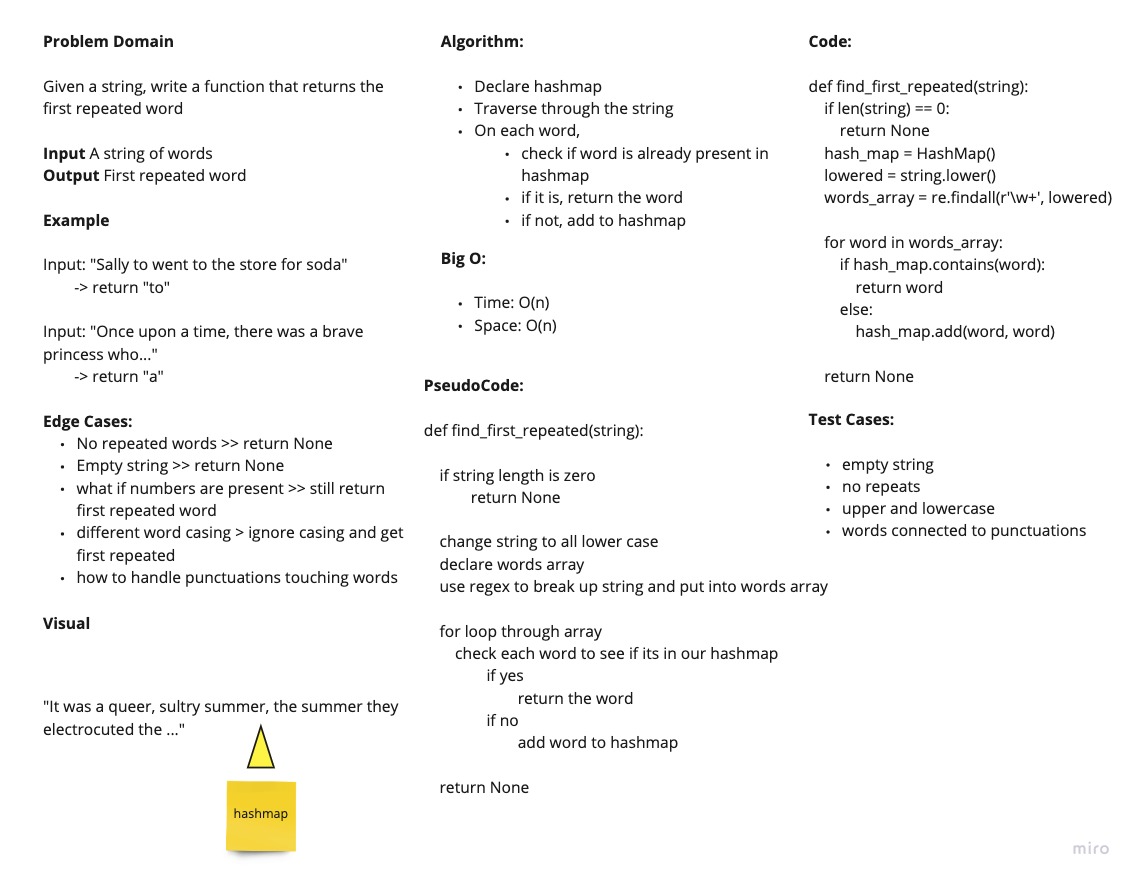 Problem Domain
Given a string, write a function that returns the
first repeated word
Input A string of words
Output First repeated word
Example
Input: "Sally to went to the store for soda"
-> return "to"
Input: "Once upon a time, there was a brave
princess who..."
-> return "a"
Edge Cases:
• No repeated words >> return None
• Empty string >> return None
• what if numbers are present >> still return
first repeated word
• different word casing > ignore casing and get
first repeated
• how to handle punctuations touching words
Visual
"It was a queer, sultry summer, the summer they
electrocuted the ..."
hashmap
Algorithm:
• Declare hashmap
• Traverse through the string
• On each word,
• check if word is already present in
hashmap
• if it is, return the word
• if not, add to hashmap
Big O:
• Time: O(n)
• Space: O(n)
PseudoCode:
def find_first_repeated(string):
if string length is zero
return None
change string to all lower case
declare words array
use regex to break up string and put into words array
for loop through array
check each word to see if its in our hashmap
if yes
return the word
if no
add word to hashmap
return None
Code:
def find_first_repeated(string):
if len(string) == 0:
return None
hash_map = HashMap()
lowered = string.lower()
words_array = re.findall(r'\w+', lowered)
for word in words_array:
if hash_map.contains(word):
return word
else:
hash_map.add(word, word)
return None
Test Cases:
• empty string
• no repeats
• upper and lowercase
• words connected to punctuations
miro